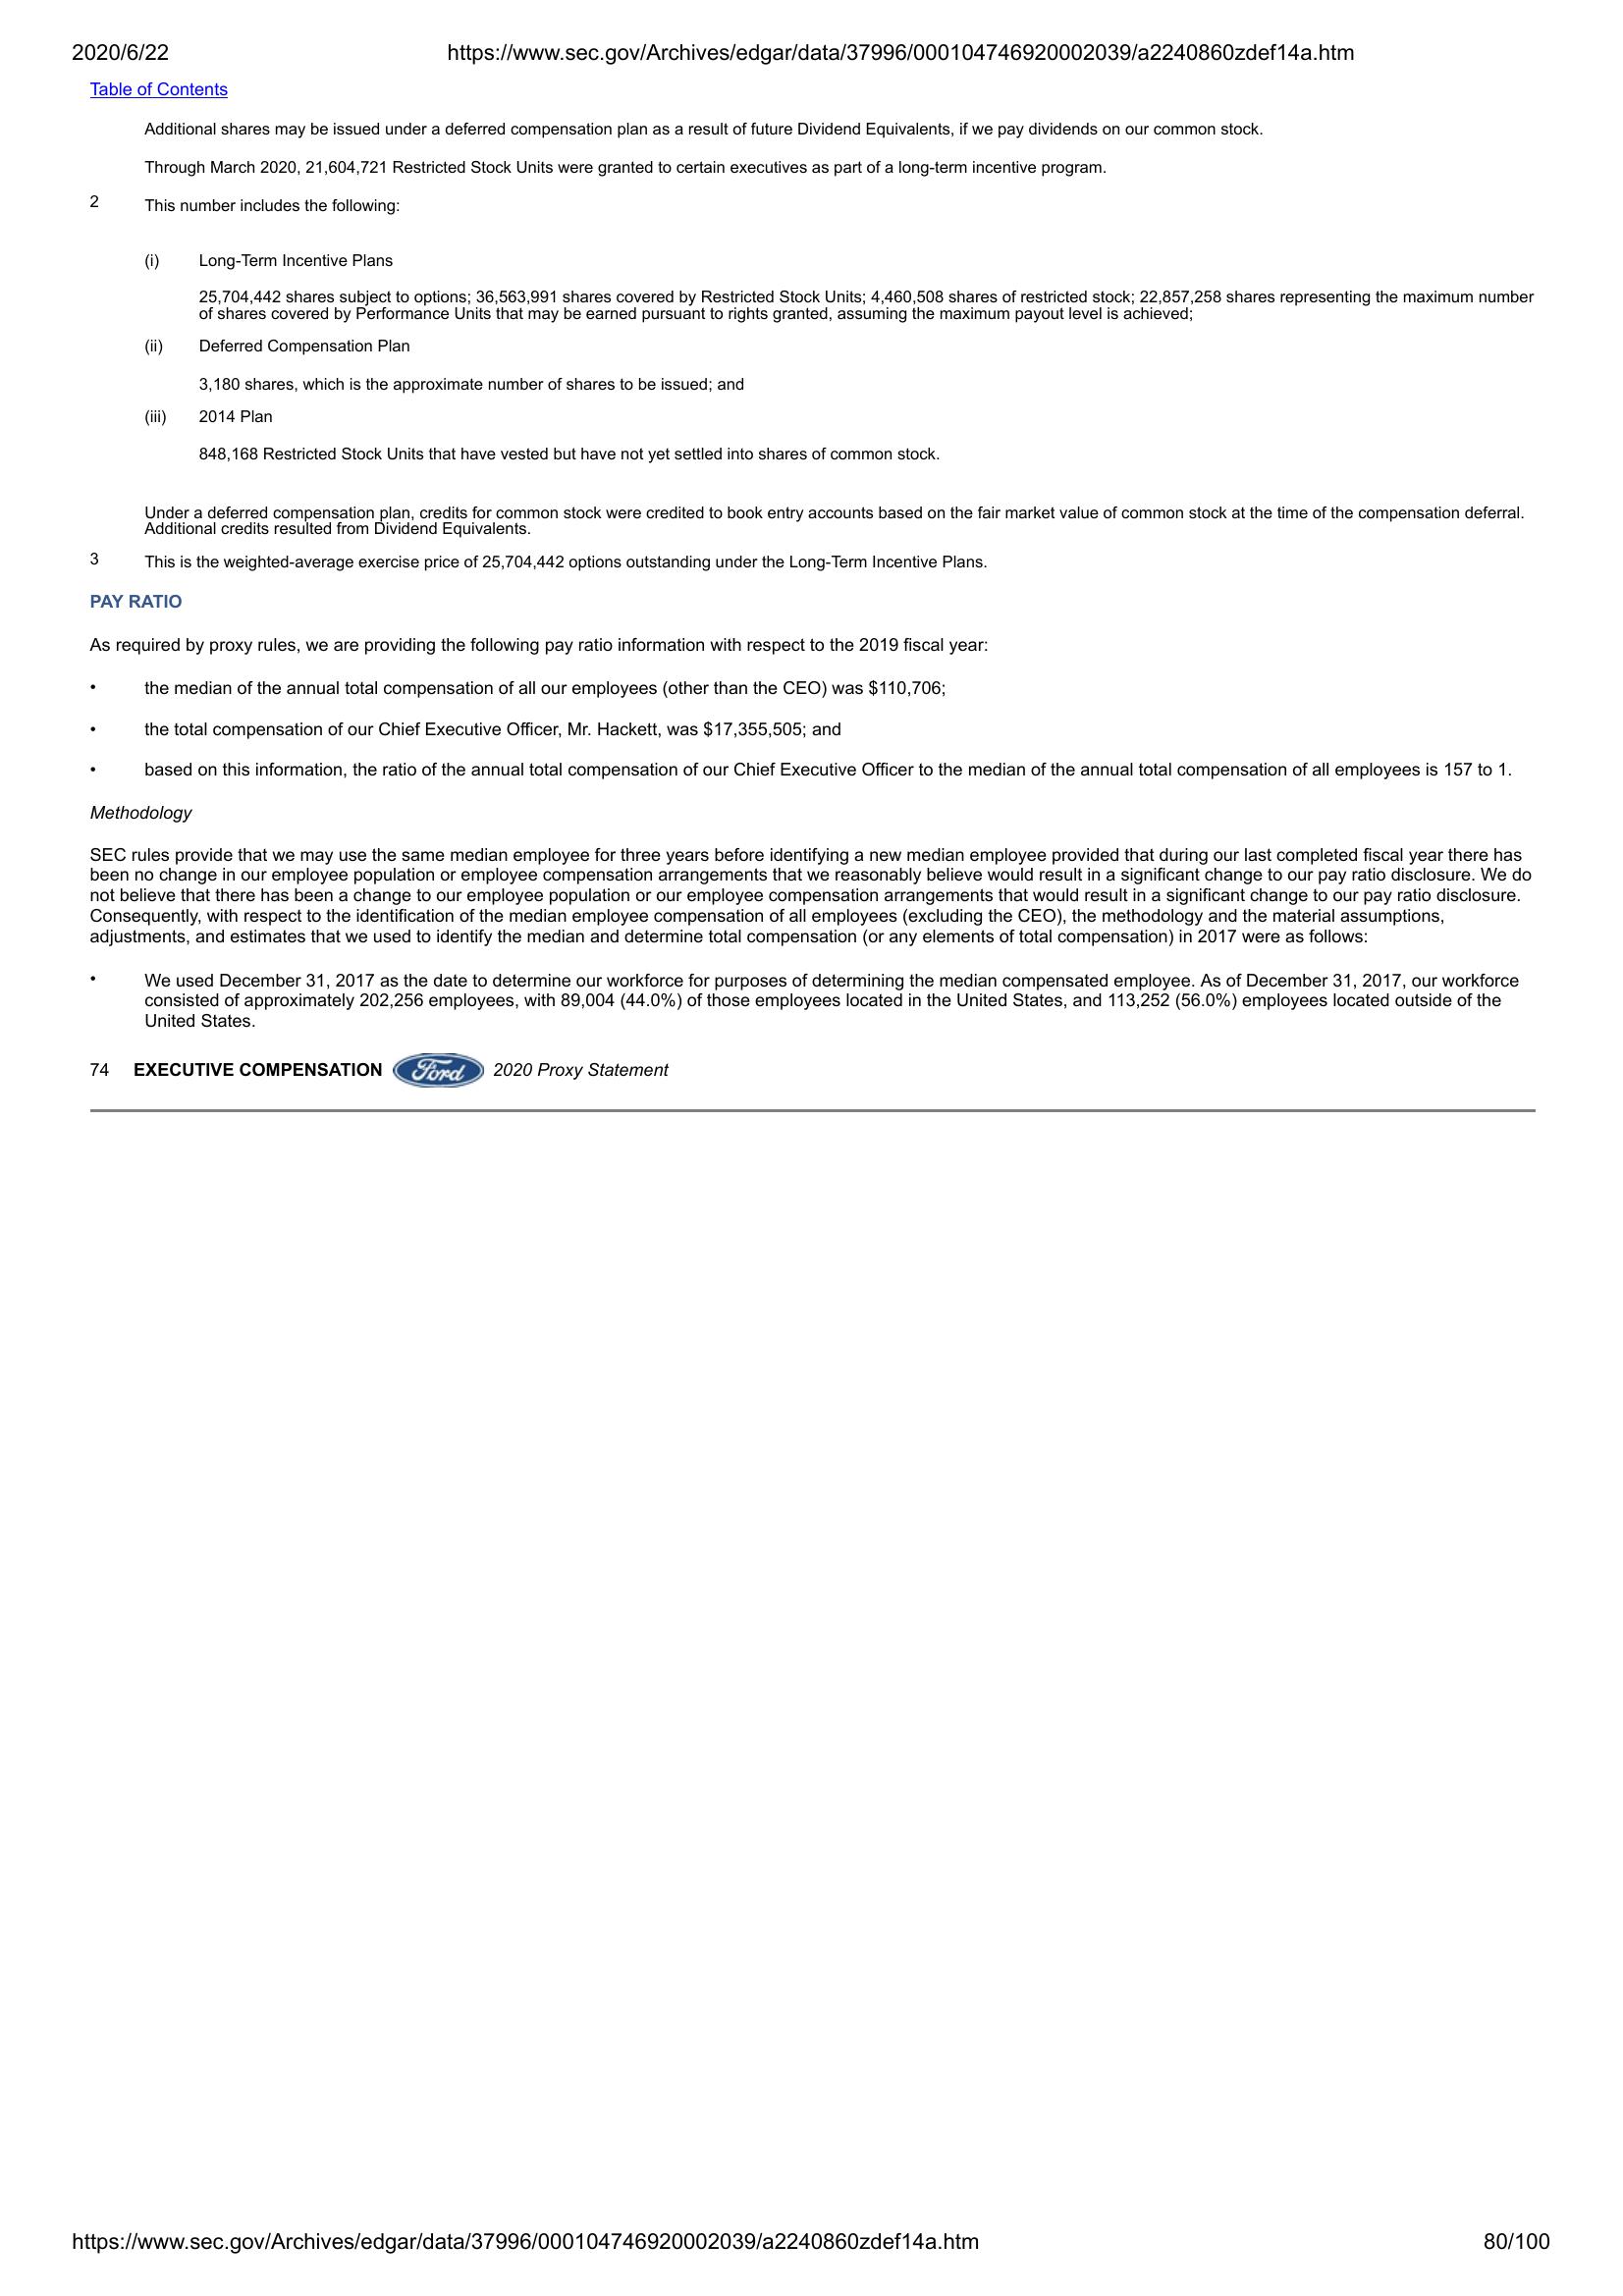 2020/6/22 https://www.sec.gov/Archives/edgar/data/37996/000104746920002039/a2240860zdef14a.htm
Table of Contents
Additional shares may be issued under a deferred compensation plan as a result of future Dividend Equivalents, if we pay dividends on our common stock.
Through March 2020, 21,604,721 Restricted Stock Units were granted to certain executives as part of a long-term incentive program.
2 This number includes the following:
(i) Long-Term Incentive Plans
25,704,442 shares subject to options; 36,563,991 shares covered by Restricted Stock Units; 4,460,508 shares of restricted stock; 22,857,258 shares representing the maximum number
of shares covered by Performance Units that may be earned pursuant to rights granted, assuming the maximum payout level is achieved;
(ii) Deferred Compensation Plan
3,180 shares, which is the approximate number of shares to be issued; and
(iii) 2014 Plan
848,168 Restricted Stock Units that have vested but have not yet settled into shares of common stock.
Under a deferred compensation plan, credits for common stock were credited to book entry accounts based on the fair market value of common stock at the time of the compensation deferral.
Additional credits resulted from Dividend Equivalents.
3 This is the weighted-average exercise price of 25,704,442 options outstanding under the Long-Term Incentive Plans.
PAY RATIO
As required by proxy rules, we are providing the following pay ratio information with respect to the 2019 fiscal year:
• the median of the annual total compensation of all our employees (other than the CEO) was $110,706;
• the total compensation of our Chief Executive Officer, Mr. Hackett, was $17,355,505; and
• based on this information, the ratio of the annual total compensation of our Chief Executive Officer to the median of the annual total compensation of all employees is 157 to 1.
Methodology
SEC rules provide that we may use the same median employee for three years before identifying a new median employee provided that during our last completed fiscal year there has
been no change in our employee population or employee compensation arrangements that we reasonably believe would result in a significant change to our pay ratio disclosure. We do
not believe that there has been a change to our employee population or our employee compensation arrangements that would result in a significant change to our pay ratio disclosure.
Consequently, with respect to the identification of the median employee compensation of all employees (excluding the CEO), the methodology and the material assumptions,
adjustments, and estimates that we used to identify the median and determine total compensation (or any elements of total compensation) in 2017 were as follows:
• We used December 31, 2017 as the date to determine our workforce for purposes of determining the median compensated employee. As of December 31, 2017, our workforce
consisted of approximately 202,256 employees, with 89,004 (44.0%) of those employees located in the United States, and 113,252 (56.0%) employees located outside of the
United States.
74 EXECUTIVE COMPENSATION Ford 2020 Proxy Statement
https://www.sec.gov/Archives/edgar/data/37996/000104746920002039/a2240860zdef14a.htm 80/100